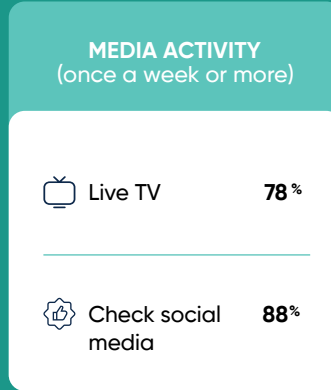 MEDIA ACTIVITY
(once a week or more)
Live TV 78%
Check social 88%
media